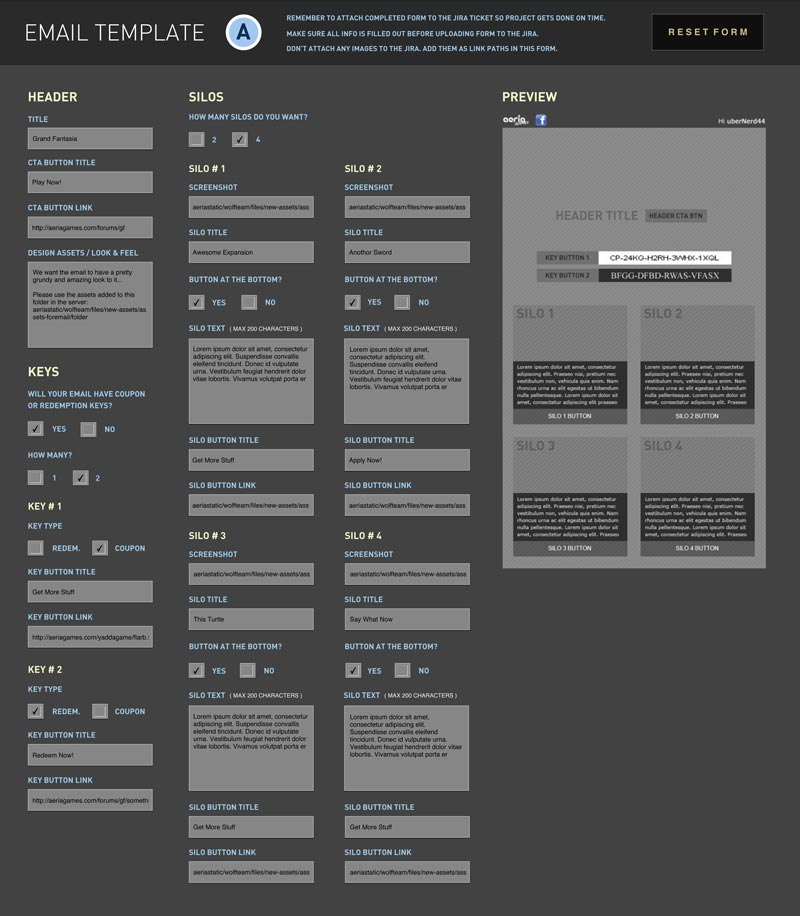 EMAIL TEMPLATE
A
REMEMBER TO ATTACH COMPLETED FORM TO THE JIRA TICKET SO PROJECT GETS DONE ON TIME.
MAKE SURE ALL INFO IS FILLED OUT BEFORE UPLOADING FORM TO THE JIRA.
DON'T ATTACH ANY IMAGES TO THE JIRA. ADD THEM AS LINK PATHS IN THIS FORM.
RESET FORM
HEADER
TITLE
Grand Fantasia
CTA BUTTON TITLE
Play Now!
CTA BUTTON LINK
http://aeriagames.com/forums/gf
DESIGN ASSETS / LOOK & FEEL
We want the email to have a pretty
grundy and amazing look to it...
Please use the assets added to this
folder in the server:
aeriastatic/wolfteam/files/new-assets/as
sets-foremail/folder
KEYS
WILL YOUR EMAIL HAVE COUPON
OR REDEMPTION KEYS?
YES NO
HOW MANY?
1 2
KEY # 1
KEY TYPE
REDEM. COUPON
KEY BUTTON TITLE
Get More Stuff
KEY BUTTON LINK
http://aeriagames.com/yaddagame/flarb.
KEY # 2
KEY TYPE
REDEM. COUPON
KEY BUTTON TITLE
Redeem Now!
KEY BUTTON LINK
http://aeriagames.com/forums/gf/someth
SILOS
HOW MANY SILOS DO YOU WANT?
2 4
SILO # 1
SCREENSHOT
aeriastatic/wolfteam/files/new-assets/ass
SILO TITLE
Awesome Expansion
BUTTON AT THE BOTTOM?
YES NO
SILO TEXT ( MAX 200 CHARACTERS )
Lorem ipsum dolor sit amet, consectetur
adipiscing elit. Suspendisse convallis
eleifend tincidunt. Donec id vulputate
urna. Vestibulum feugiat hendrerit dolor
vitae lobortis. Vivamus volutpat porta er
SILO BUTTON TITLE
Get More Stuff
SILO BUTTON LINK
aeriastatic/wolfteam/files/new-assets/ass
SILO # 2
SCREENSHOT
aeriastatic/wolfteam/files/new-assets/ass
SILO TITLE
Anothor Sword
BUTTON AT THE BOTTOM?
YES NO
SILO TEXT ( MAX 200 CHARACTERS )
Lorem ipsum dolor sit amet,
consectetur adipiscing elit.
Suspendisse convallis eleifend
tincidunt. Donec id vulputate urna.
Vestibulum feugiat hendrerit dolor vitae
lobortis. Vivamus volutpat porta er
SILO BUTTON TITLE
Apply Now!
SILO BUTTON LINK
aeriastatic/wolfteam/files/new-assets/ass
SILO # 3
SCREENSHOT
aeriastatic/wolfteam/files/new-assets/ass
SILO TITLE
This Turtle
BUTTON AT THE BOTTOM?
YES NO
SILO TEXT ( MAX 200 CHARACTERS )
Lorem ipsum dolor sit amet, consectetur
adipiscing elit. Suspendisse convallis
eleifend tincidunt. Donec id vulputate
urna. Vestibulum feugiat hendrerit dolor
vitae lobortis. Vivamus volutpat porta er
SILO BUTTON TITLE
Get More Stuff
SILO BUTTON LINK
aeriastatic/wolfteam/files/new-assets/ass
SILO # 4
SCREENSHOT
aeriastatic/wolfteam/files/new-assets/ass
SILO TITLE
Say What Now
BUTTON AT THE BOTTOM?
YES NO
SILO TEXT ( MAX 200 CHARACTERS )
Lorem ipsum dolor sit amet,
consectetur adipiscing elit.
Suspendisse convallis eleifend
tincidunt. Donec id vulputate urna.
Vestibulum feugiat hendrerit dolor vitae
lobortis. Vivamus volutpat porta er
SILO BUTTON TITLE
Get More Stuff
SILO BUTTON LINK
aeriastatic/wolfteam/files/new-assets/ass
PREVIEW
aeria
f
Hi uberNerd44
HEADER TITLE HEADER CTA BTN
KEY BUTTON 1 CP-24KG-H2RH-3WHX-1XQL
KEY BUTTON 2 BFGG-DFBD-RWAS-VFASX
SILO 1
Lorem ipsum dolor sit amet, consectetur
adipiscing elit. Praeseo nisi, pretium nec
vestibulum non, vehicula quis enim. Nam
rhoncus urna ac elit egestas ut bibendum
nulla pellentesque. Lorem ipsum dolor sit
amet, consectetur adipiscing elit. Praeseo
SILO 1 BUTTON
SILO 2
Lorem ipsum dolor sit amet, consectetur
adipiscing elit. Praeseo nisi, pretium nec
vestibulum non, vehicula quis enim. Nam
rhoncus urna ac elit egestas ut bibendum
nulla pellentesque. Lorem ipsum dolor sit
amet, consectetur adipiscing elit. Praeseo
SILO 2 BUTTON
SILO 3
Lorem ipsum dolor sit amet, consectetur
adipiscing elit. Praeseo nisi, pretium nec
vestibulum non, vehicula quis enim. Nam
rhoncus urna ac elit egestas ut bibendum
nulla pellentesque. Lorem ipsum dolor sit
SILO 3 BUTTON
SILO 4
Lorem ipsum dolor sit amet, consectetur
adipiscing elit. Praeseo nisi, pretium nec
vestibulum non, vehicula quis enim. Nam
rhoncus urna ac elit egestas ut bibendum
nulla pellentesque. Lorem ipsum dolor sit
SILO 4 BUTTON